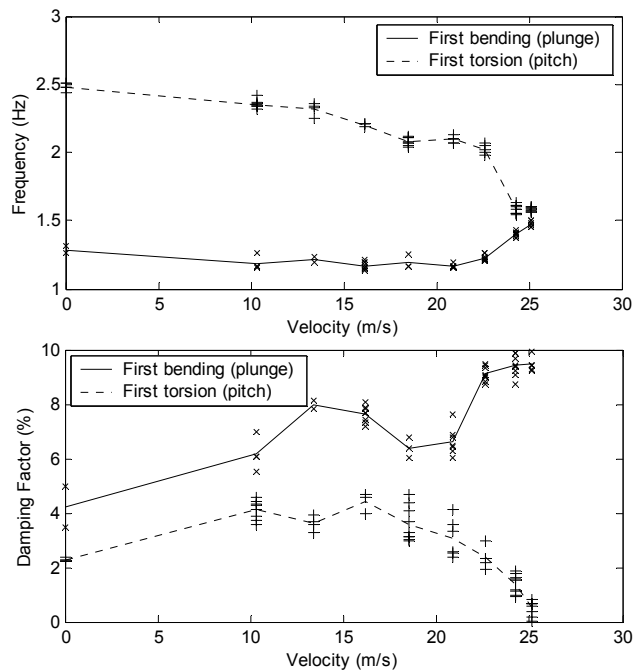 First bending (plunge)
First torsion (pitch)
3
2.5
2
1.5
1
Frequency (Hz)
0 5 10 15 20 25 30
Velocity (m/s)
First bending (plunge)
First torsion (pitch)
10
8
6
4
2
0
Damping Factor (%)
0 5 10 15 20 25 30
Velocity (m/s)